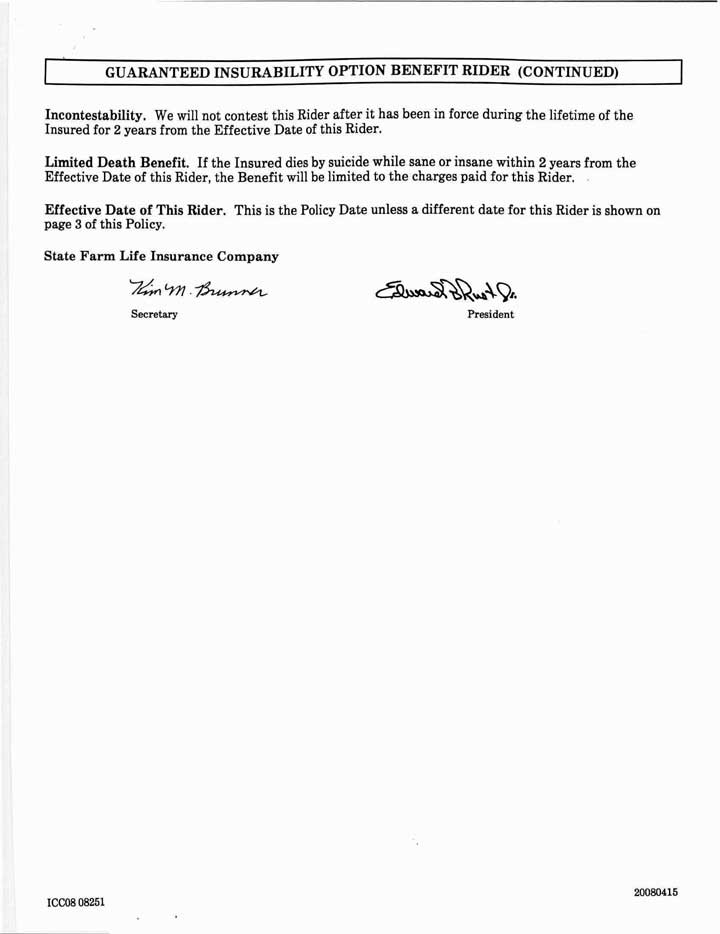 GUARANTEED INSURABILITY OPTION BENEFIT RIDER (CONTINUED)
Incontestability. We will not contest this Rider after it has been in force during the lifetime of the
Insured for 2 years from the Effective Date of this Rider.
Limited Death Benefit. If the Insured dies by suicide while sane or insane within 2 years from the
Effective Date of this Rider, the Benefit will be limited to the charges paid for this Rider.
Effective Date of This Rider. This is the Policy Date unless a different date for this Rider is shown on
page 3 of this Policy.
State Farm Life Insurance Company
Kim M. Brunner Edward B Rust Jr.
Secretary President
20080415
ICC08 08251